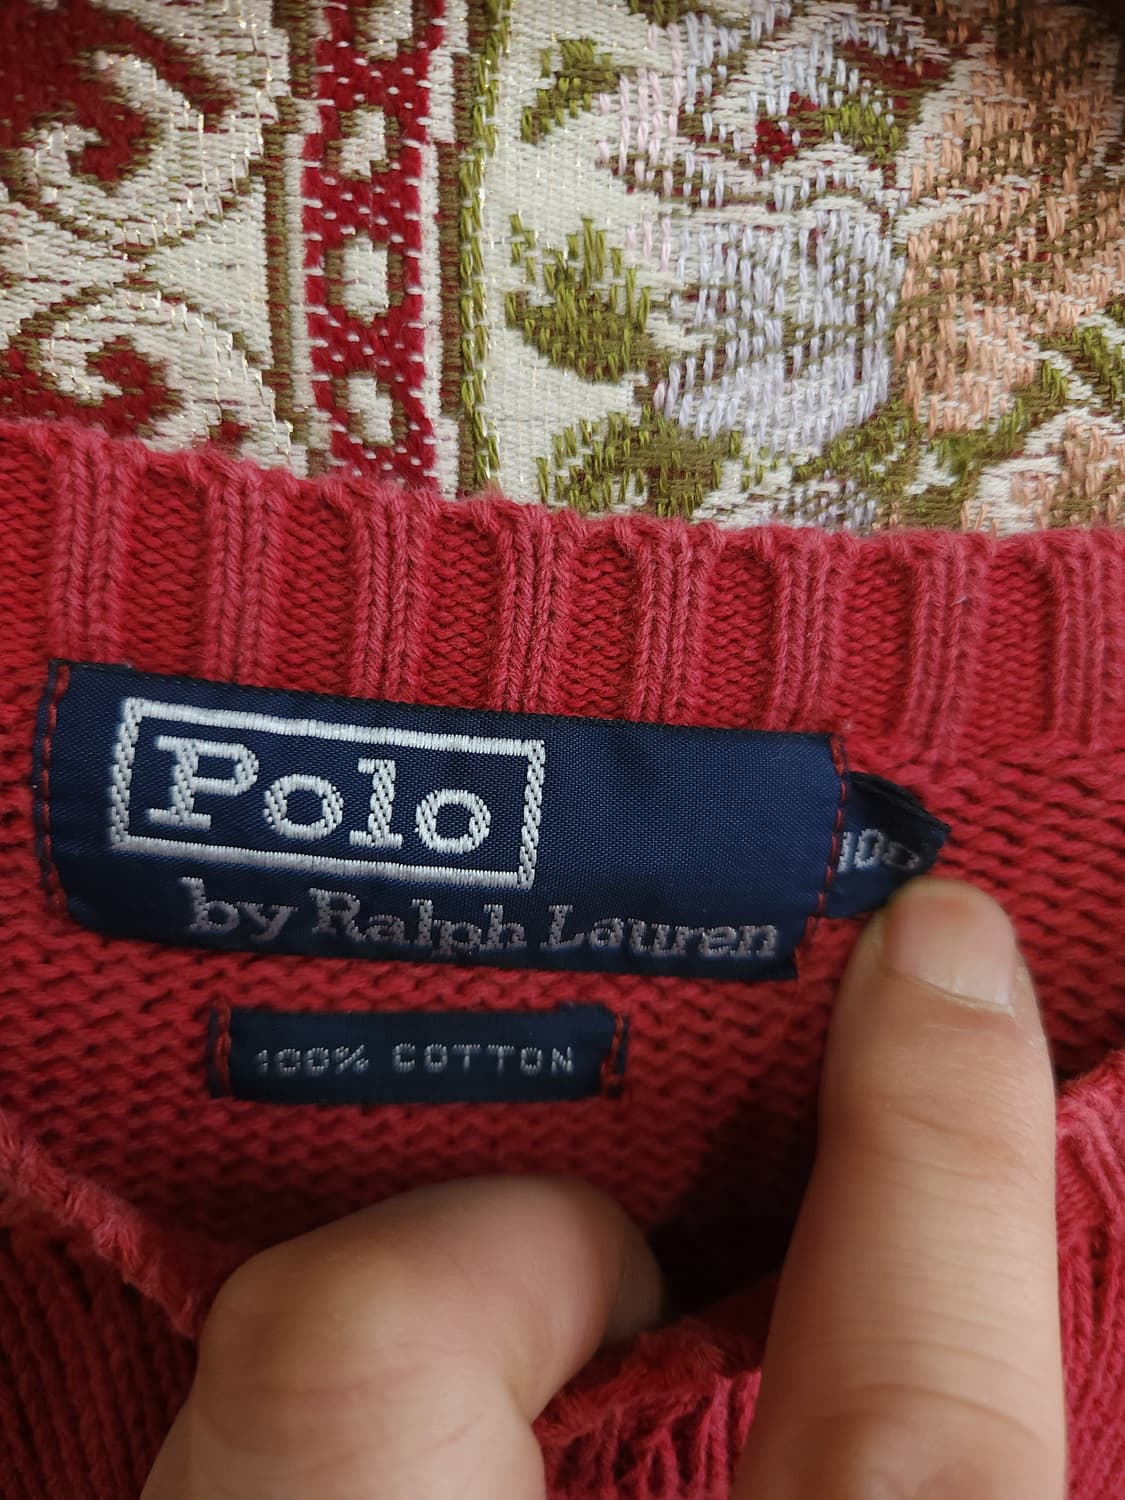 Polo
by Ralph Lauren
100% COTTON